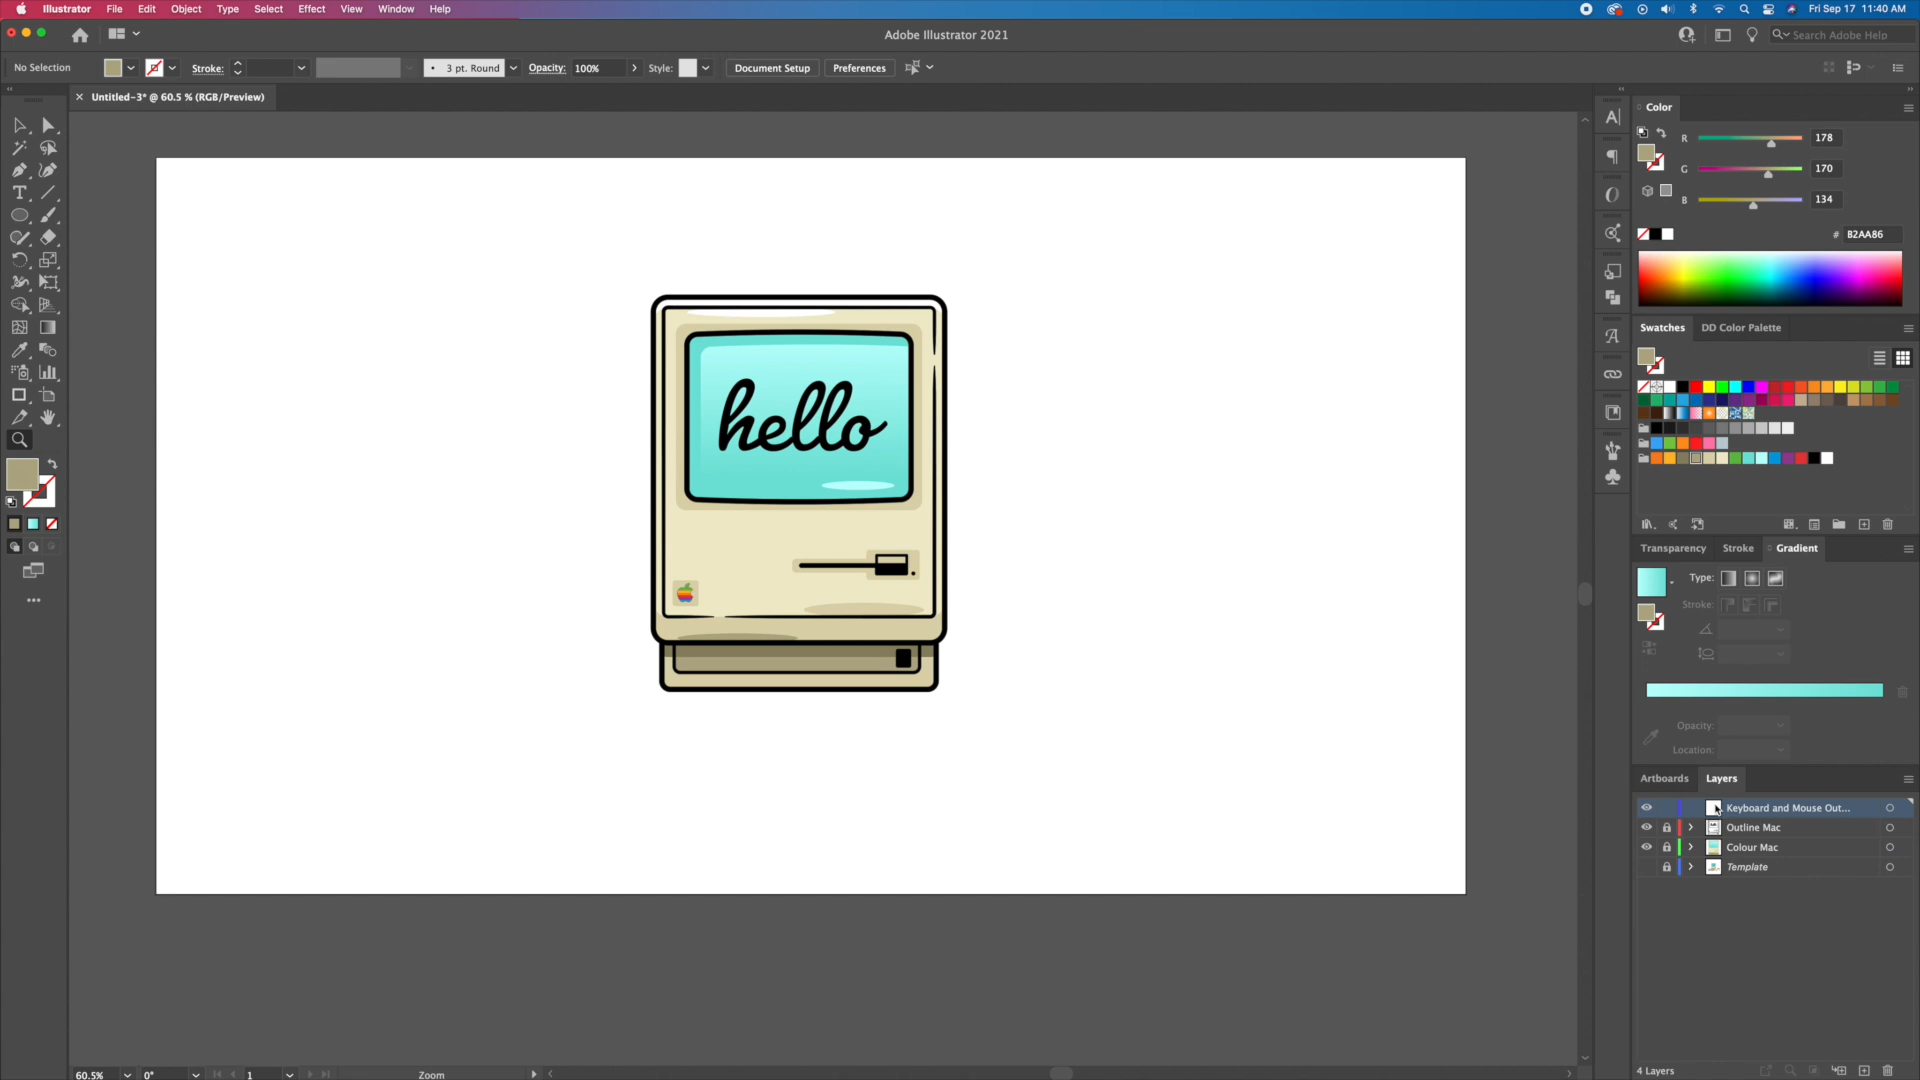 Illustrator File Edit Object Type Select Effect View Window Help
Fri Sep 17 11:40 AM
Adobe Illustrator 2021
Search Adobe Help
No Selection
Stroke:
3 pt. Round
Opacity: 100%
Style:
Document Setup
Preferences
Untitled-3* @ 60.5 % (RGB/Preview)
hello
Color
R 178
G 170
B 134
# B2AA86
Swatches DD Color Palette
Transparency Stroke Gradient
Type:
Stroke:
Opacity:
Location:
Artboards Layers
Keyboard and Mouse Out...
Outline Mac
Colour Mac
Template
4 Layers
60.5% 0° 1 Zoom